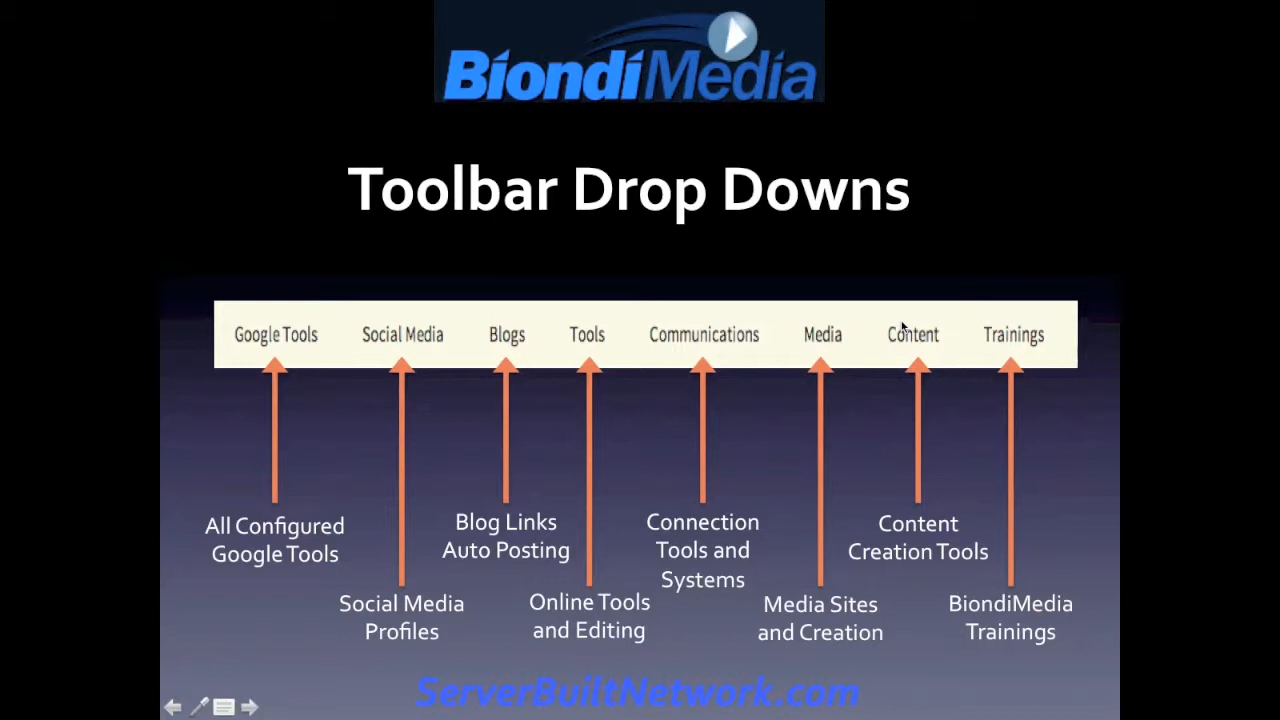 BiondiMedia
Toolbar Drop Downs
Google Tools Social Media Blogs Tools Communications Media Content Trainings
All Configured
Google Tools
Social Media
Profiles
Blog Links
Auto Posting
Online Tools
and Editing
Connection
Tools and
Systems
Media Sites
and Creation
Content
Creation Tools
BiondiMedia
Trainings
ServerBuiltNetwork.com